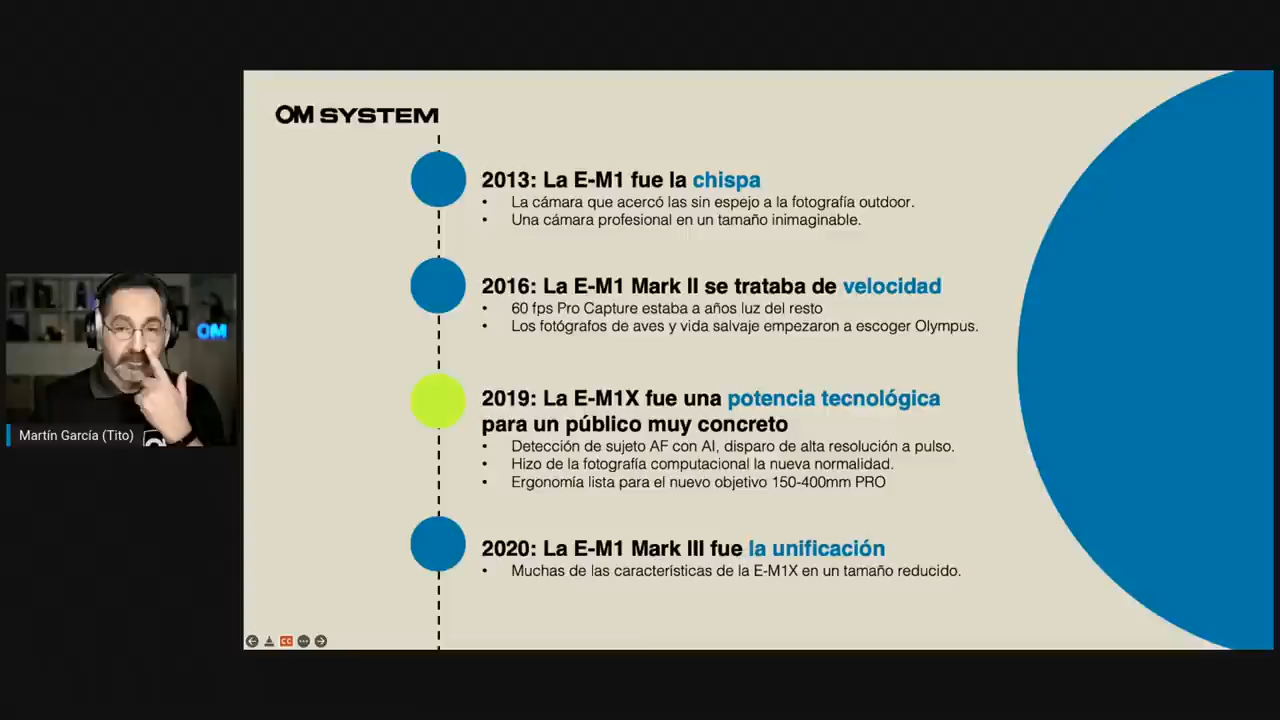 OM SYSTEM
2013: La E-M1 fue la chispa
• La cámara que acercó las sin espejo a la fotografía outdoor.
• Una cámara profesional en un tamaño inimaginable.
2016: La E-M1 Mark II se trataba de velocidad
• 60 fps Pro Capture estaba a años luz del resto
• Los fotógrafos de aves y vida salvaje empezaron a escoger Olympus.
2019: La E-M1X fue una potencia tecnológica
para un público muy concreto
• Detección de sujeto AF con AI, disparo de alta resolución a pulso.
• Hizo de la fotografía computacional la nueva normalidad.
• Ergonomía lista para el nuevo objetivo 150-400mm PRO
2020: La E-M1 Mark III fue la unificación
• Muchas de las características de la E-M1X en un tamaño reducido.
OM
Martín García (Tito)
CC